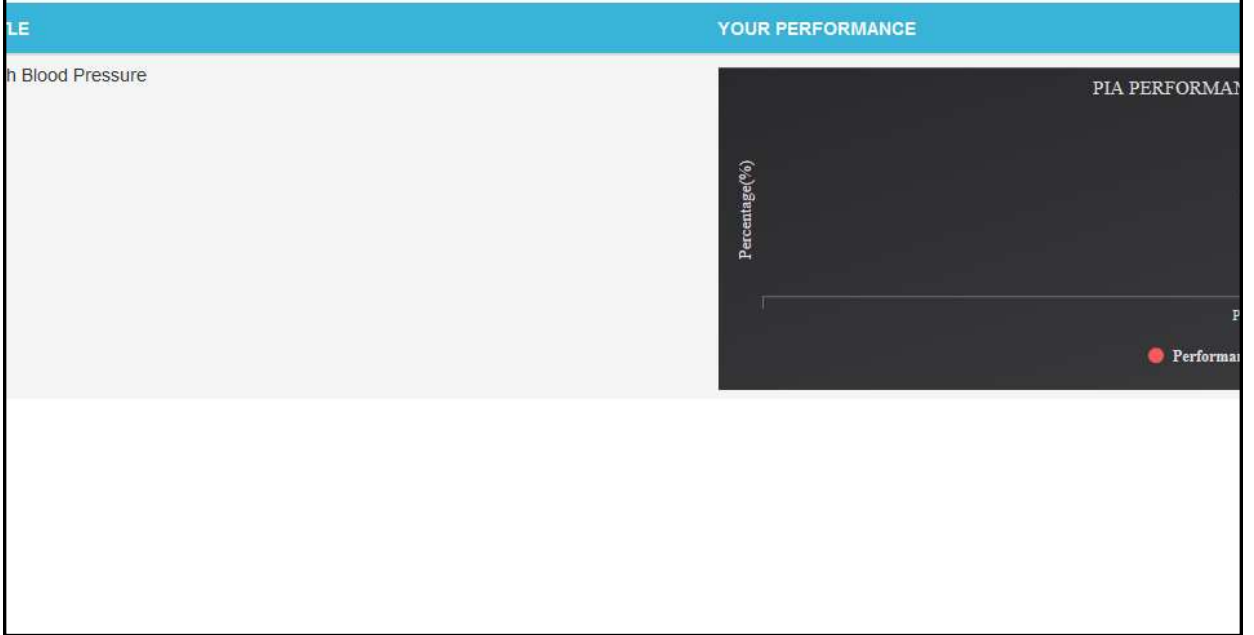 LE
YOUR PERFORMANCE
h Blood Pressure
PIA PERFORMAN
Percentage(%)
P
Performa